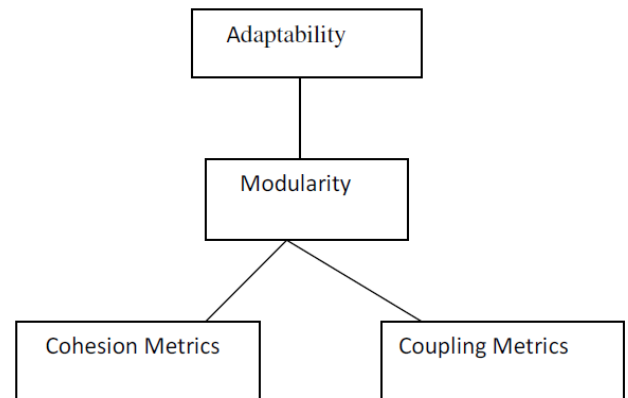 Adaptability
Modularity
Cohesion Metrics
Coupling Metrics